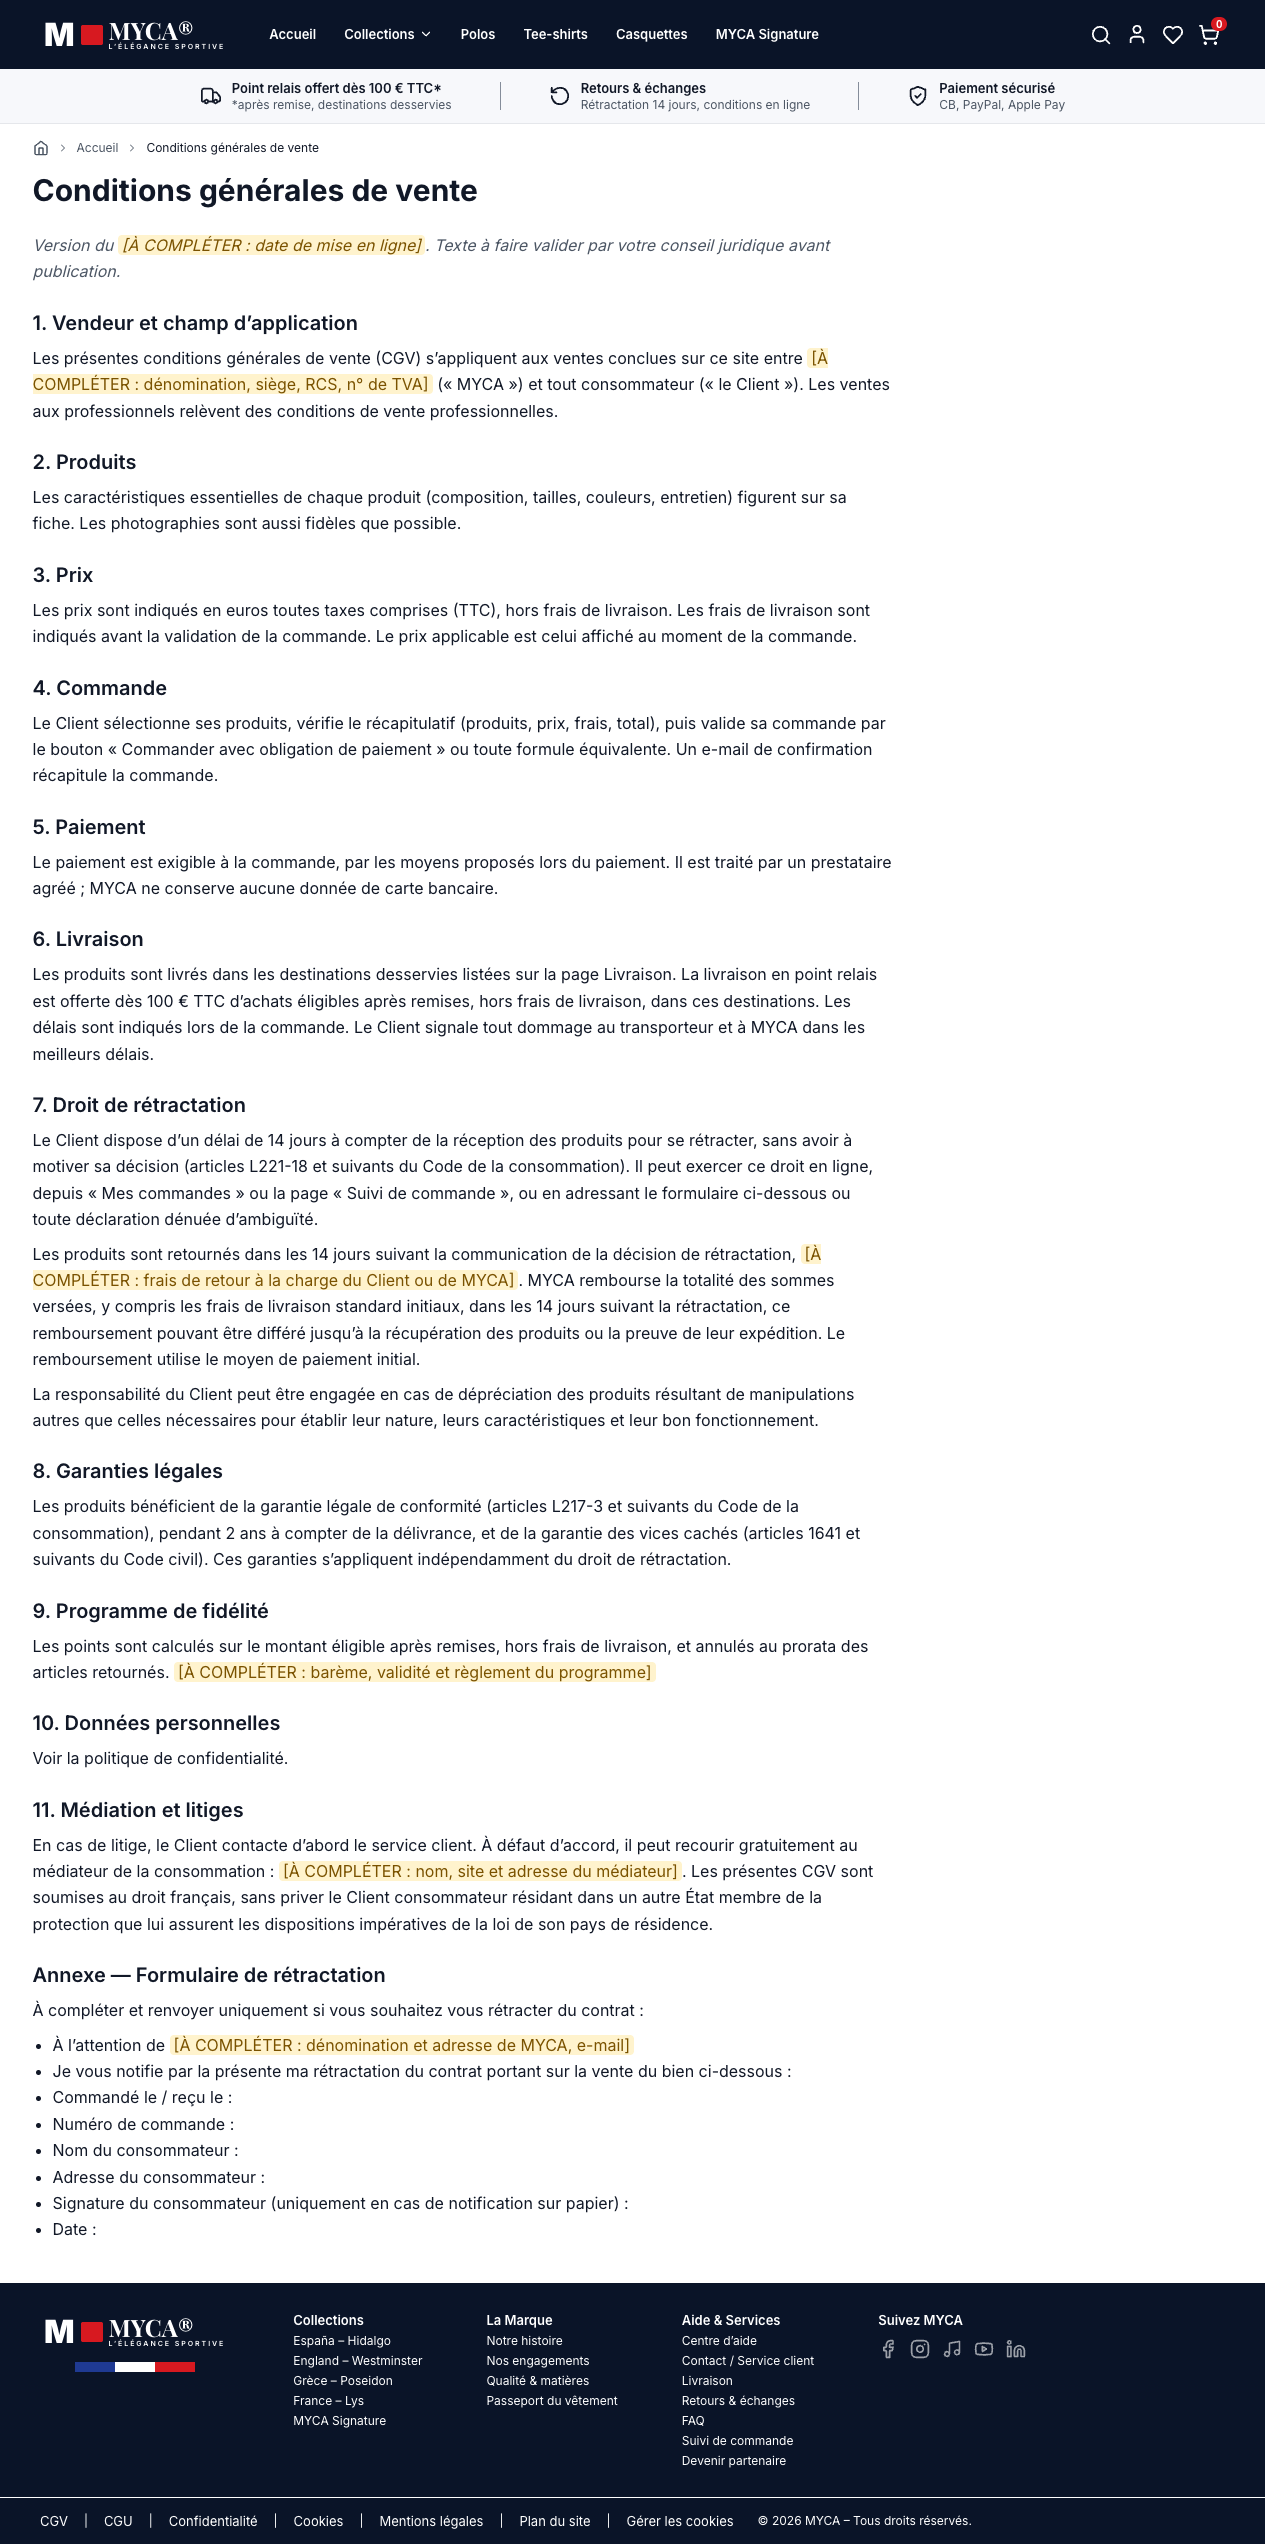 M MYCA®
L'ÉLÉGANCE SPORTIVE
Accueil
Collections
Polos
Tee-shirts
Casquettes
MYCA Signature
0
Point relais offert dès 100 € TTC*
*après remise, destinations desservies
Retours & échanges
Rétractation 14 jours, conditions en ligne
Paiement sécurisé
CB, PayPal, Apple Pay
Accueil
Conditions générales de vente
Conditions générales de vente
Version du [À COMPLÉTER : date de mise en ligne]. Texte à faire valider par votre conseil juridique avant
publication.
1. Vendeur et champ d’application
Les présentes conditions générales de vente (CGV) s’appliquent aux ventes conclues sur ce site entre [À
COMPLÉTER : dénomination, siège, RCS, n° de TVA] (« MYCA ») et tout consommateur (« le Client »). Les ventes
aux professionnels relèvent des conditions de vente professionnelles.
2. Produits
Les caractéristiques essentielles de chaque produit (composition, tailles, couleurs, entretien) figurent sur sa
fiche. Les photographies sont aussi fidèles que possible.
3. Prix
Les prix sont indiqués en euros toutes taxes comprises (TTC), hors frais de livraison. Les frais de livraison sont
indiqués avant la validation de la commande. Le prix applicable est celui affiché au moment de la commande.
4. Commande
Le Client sélectionne ses produits, vérifie le récapitulatif (produits, prix, frais, total), puis valide sa commande par
le bouton « Commander avec obligation de paiement » ou toute formule équivalente. Un e-mail de confirmation
récapitule la commande.
5. Paiement
Le paiement est exigible à la commande, par les moyens proposés lors du paiement. Il est traité par un prestataire
agréé ; MYCA ne conserve aucune donnée de carte bancaire.
6. Livraison
Les produits sont livrés dans les destinations desservies listées sur la page Livraison. La livraison en point relais
est offerte dès 100 € TTC d’achats éligibles après remises, hors frais de livraison, dans ces destinations. Les
délais sont indiqués lors de la commande. Le Client signale tout dommage au transporteur et à MYCA dans les
meilleurs délais.
7. Droit de rétractation
Le Client dispose d’un délai de 14 jours à compter de la réception des produits pour se rétracter, sans avoir à
motiver sa décision (articles L221-18 et suivants du Code de la consommation). Il peut exercer ce droit en ligne,
depuis « Mes commandes » ou la page « Suivi de commande », ou en adressant le formulaire ci-dessous ou
toute déclaration dénuée d’ambiguïté.
Les produits sont retournés dans les 14 jours suivant la communication de la décision de rétractation, [À
COMPLÉTER : frais de retour à la charge du Client ou de MYCA]. MYCA rembourse la totalité des sommes
versées, y compris les frais de livraison standard initiaux, dans les 14 jours suivant la rétractation, ce
remboursement pouvant être différé jusqu’à la récupération des produits ou la preuve de leur expédition. Le
remboursement utilise le moyen de paiement initial.
La responsabilité du Client peut être engagée en cas de dépréciation des produits résultant de manipulations
autres que celles nécessaires pour établir leur nature, leurs caractéristiques et leur bon fonctionnement.
8. Garanties légales
Les produits bénéficient de la garantie légale de conformité (articles L217-3 et suivants du Code de la
consommation), pendant 2 ans à compter de la délivrance, et de la garantie des vices cachés (articles 1641 et
suivants du Code civil). Ces garanties s’appliquent indépendamment du droit de rétractation.
9. Programme de fidélité
Les points sont calculés sur le montant éligible après remises, hors frais de livraison, et annulés au prorata des
articles retournés. [À COMPLÉTER : barème, validité et règlement du programme]
10. Données personnelles
Voir la politique de confidentialité.
11. Médiation et litiges
En cas de litige, le Client contacte d’abord le service client. À défaut d’accord, il peut recourir gratuitement au
médiateur de la consommation : [À COMPLÉTER : nom, site et adresse du médiateur]. Les présentes CGV sont
soumises au droit français, sans priver le Client consommateur résidant dans un autre État membre de la
protection que lui assurent les dispositions impératives de la loi de son pays de résidence.
Annexe — Formulaire de rétractation
À compléter et renvoyer uniquement si vous souhaitez vous rétracter du contrat :
• À l’attention de [À COMPLÉTER : dénomination et adresse de MYCA, e-mail]
• Je vous notifie par la présente ma rétractation du contrat portant sur la vente du bien ci-dessous :
• Commandé le / reçu le :
• Numéro de commande :
• Nom du consommateur :
• Adresse du consommateur :
• Signature du consommateur (uniquement en cas de notification sur papier) :
• Date :
M MYCA®
L'ÉLÉGANCE SPORTIVE
Collections
España – Hidalgo
England – Westminster
Grèce – Poseidon
France – Lys
MYCA Signature
La Marque
Notre histoire
Nos engagements
Qualité & matières
Passeport du vêtement
Aide & Services
Centre d’aide
Contact / Service client
Livraison
Retours & échanges
FAQ
Suivi de commande
Devenir partenaire
Suivez MYCA
CGV | CGU | Confidentialité | Cookies | Mentions légales | Plan du site | Gérer les cookies © 2026 MYCA – Tous droits réservés.